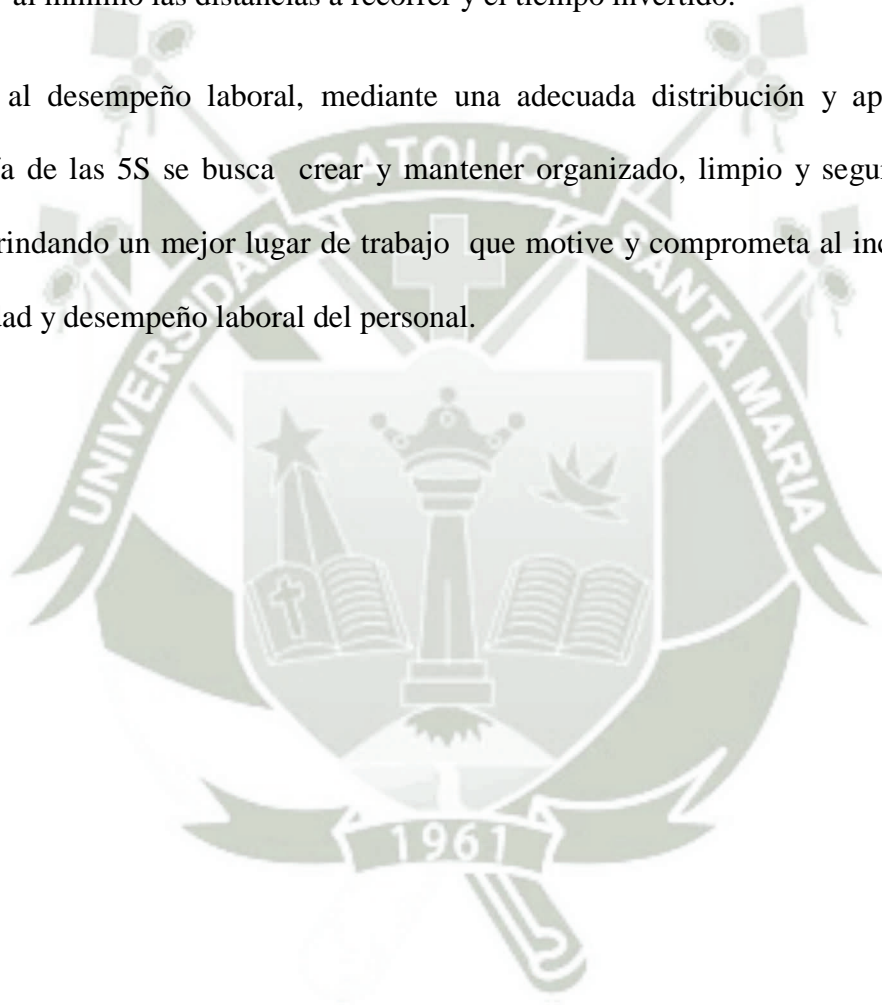 al mínimo las distancias a recorrer y el tiempo invertido.
al desempeño laboral, mediante una adecuada distribución y ap
ía de las 5S se busca crear y mantener organizado, limpio y segu
rindando un mejor lugar de trabajo que motive y comprometa al in
dad y desempeño laboral del personal.
UNIVERSIDAD CATOLICA SANTA MARIA
1961